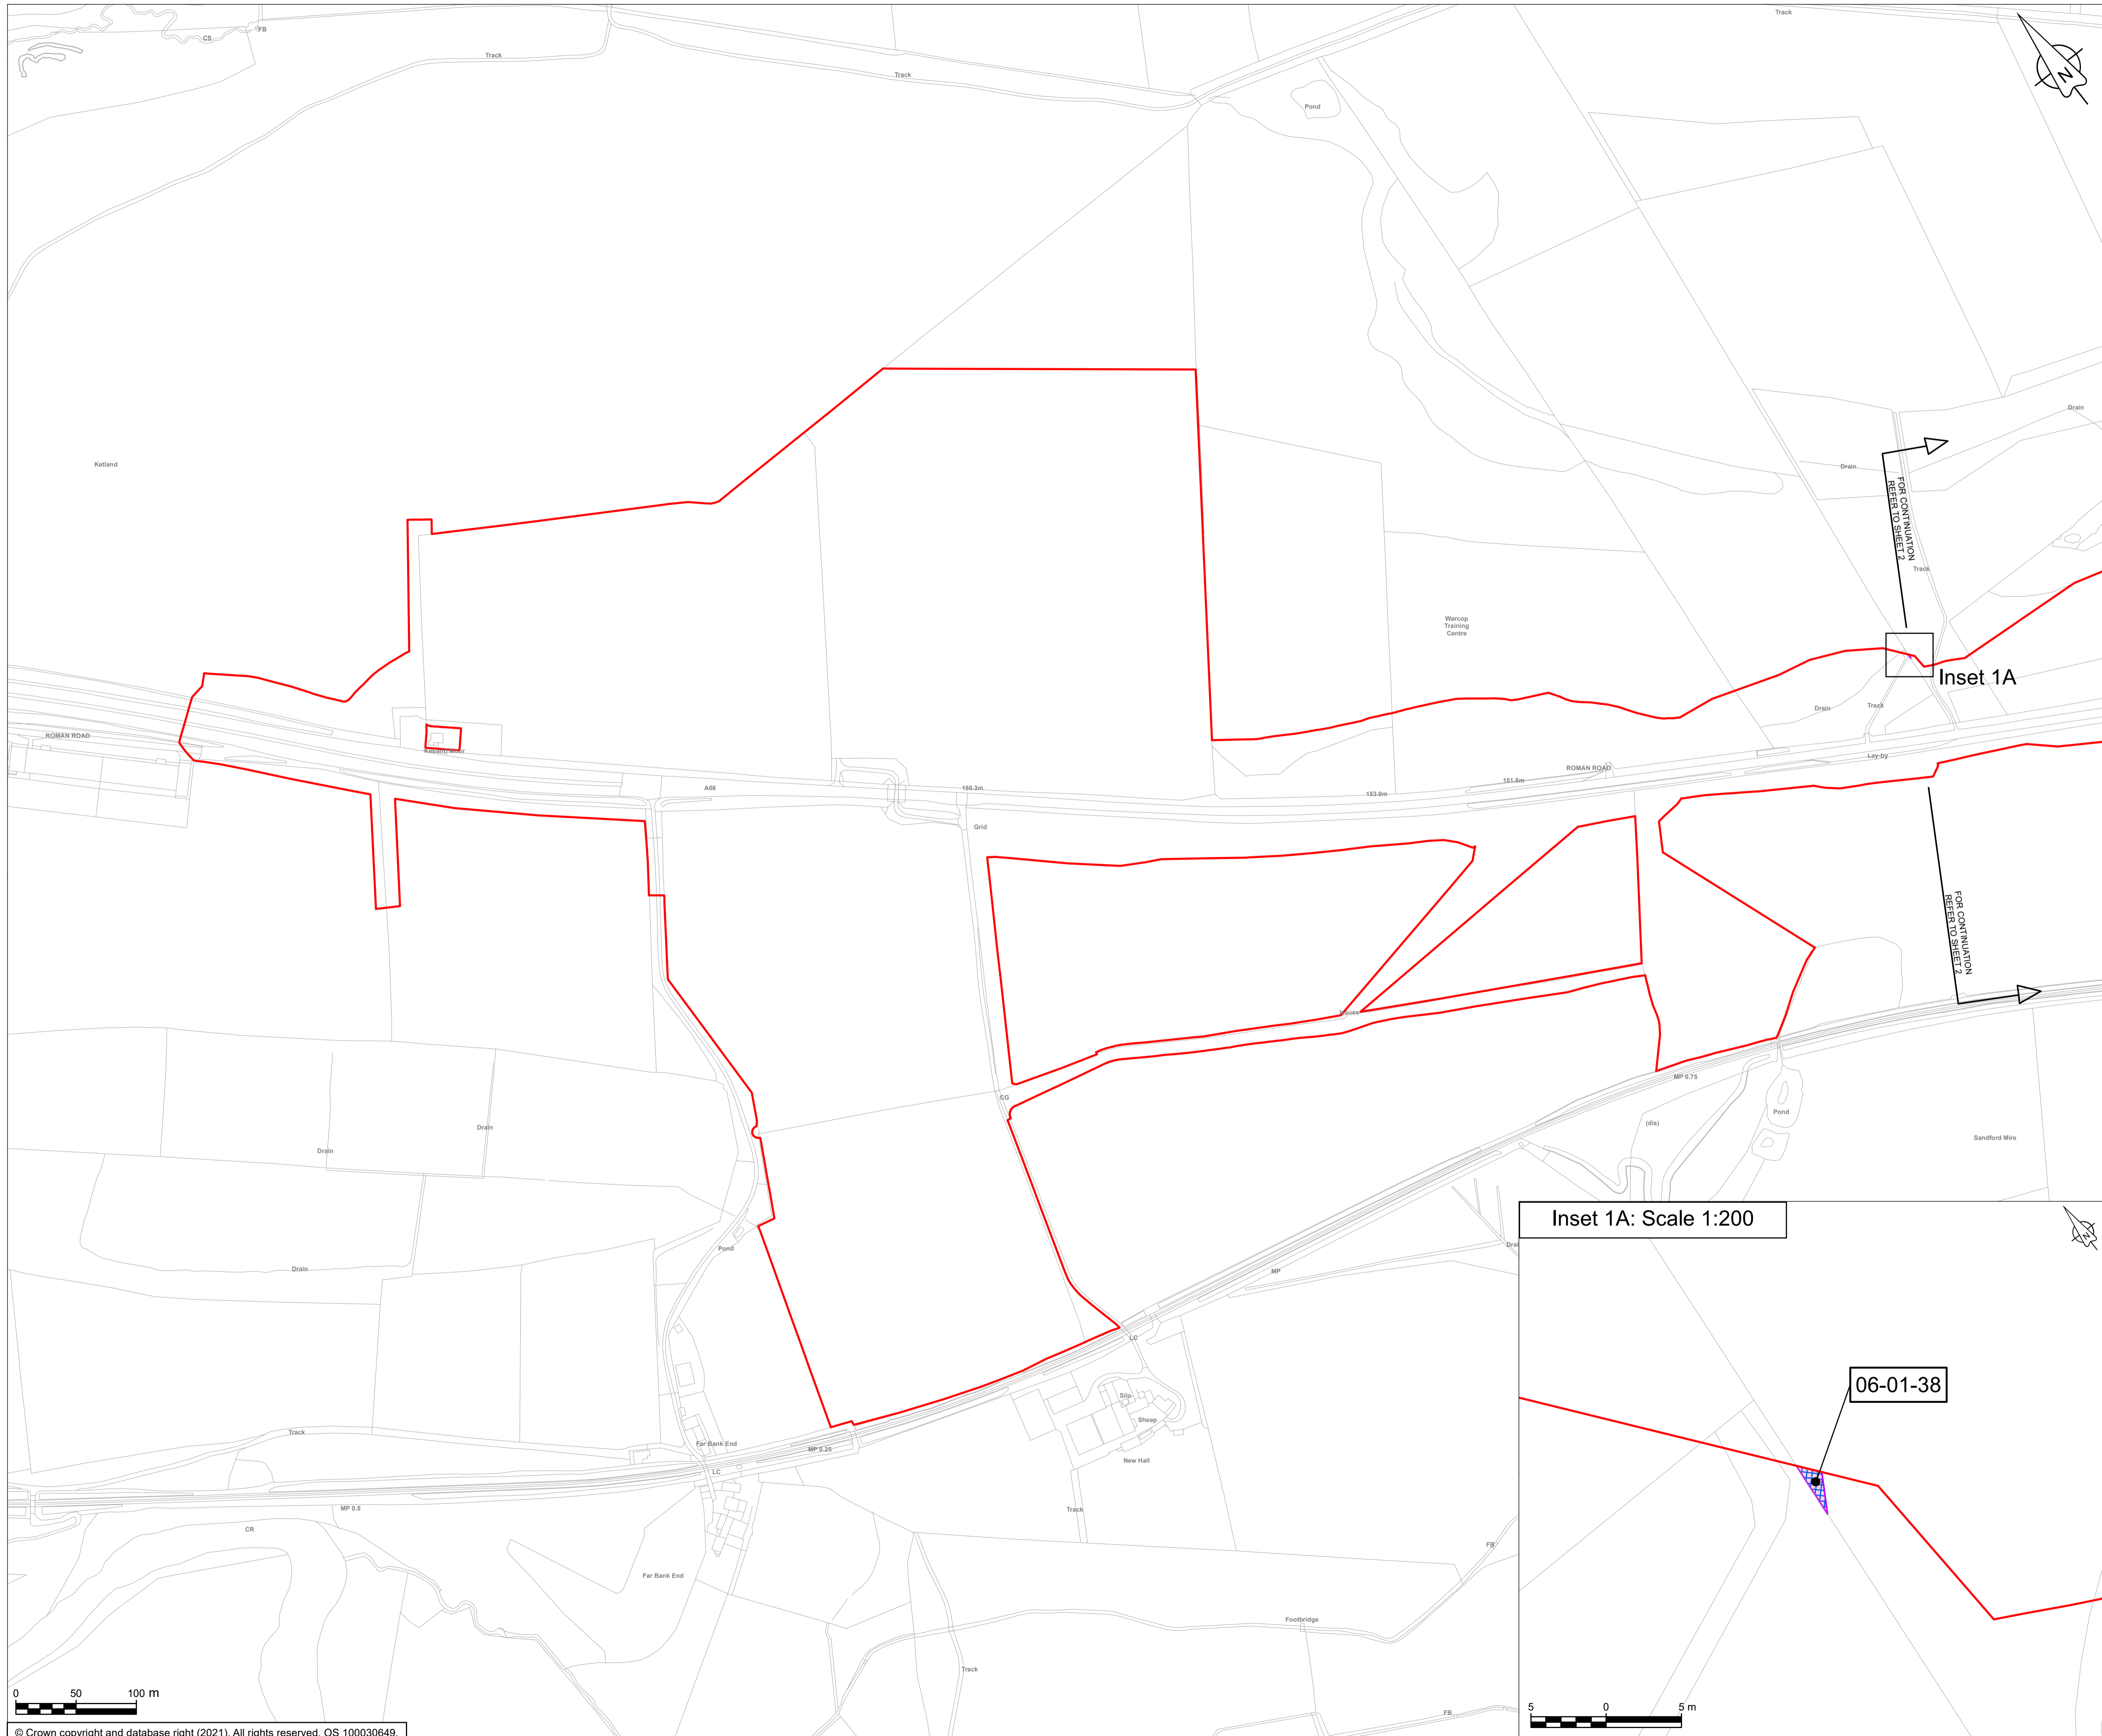 CS
FB
Track
Track
Track
Pond
N
Ketland
Drain
Drain
FOR CONTINUATION
REFER TO SHEET 2
Track
Warcop
Training
Centre
Inset 1A
Drain
Track
ROMAN ROAD
Ketland Moor
A66
150.3m
153.0m
151.8m
ROMAN ROAD
Lay-by
Grid
FOR CONTINUATION
REFER TO SHEET 2
Issues
CG
MP 0.75
Pond
(dis)
Sandford Mire
Drain
Drain
Drain
Pond
MP
LC
Silo
Sheep
New Hall
Track
Far Bank End
MP 0.25
LC
Track
MP 0.5
CR
Far Bank End
Track
Footbridge
FB
FB
Inset 1A: Scale 1:200
N
06-01-38
5 0 5 m
0 50 100 m
© Crown copyright and database right (2021). All rights reserved. OS 100030649.